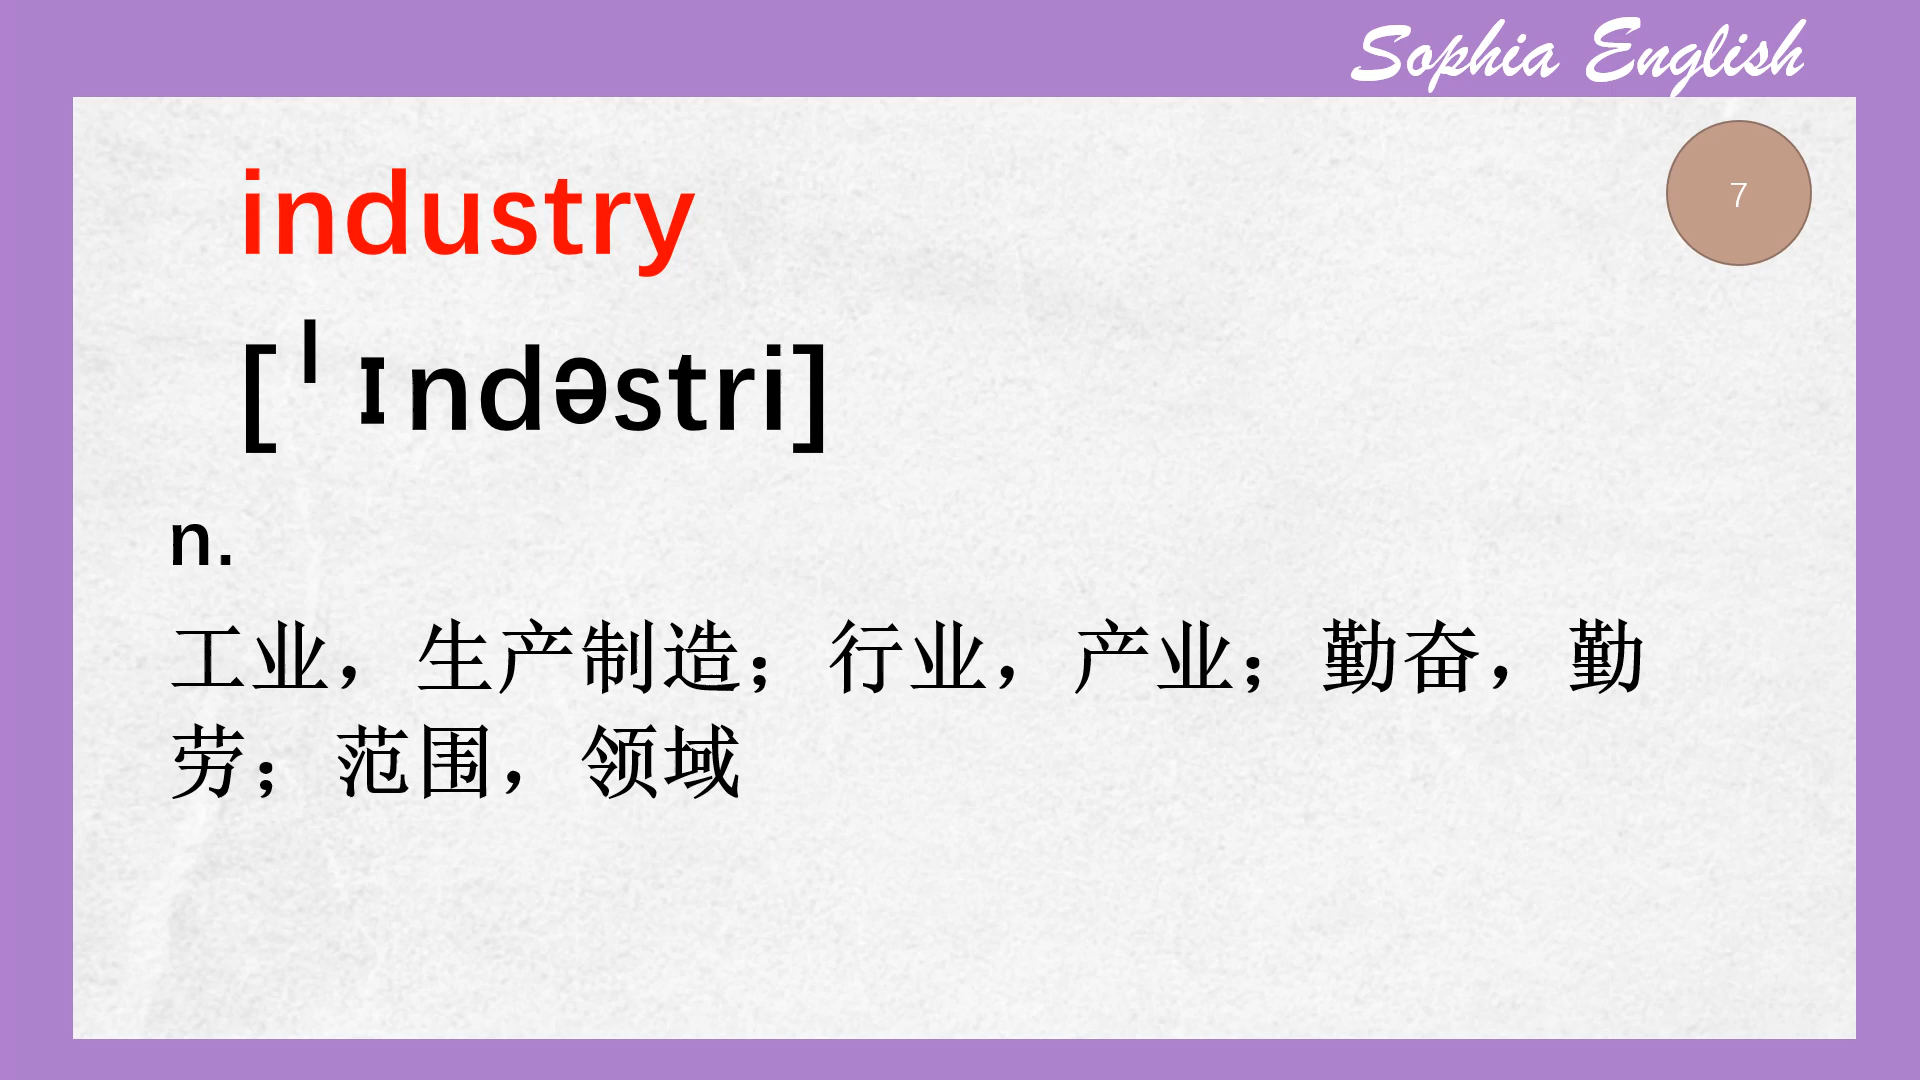 Sophia English
7
industry
[╵ɪndəstri]
n.
工业，生产制造；行业，产业；勤奋，勤
劳；范围，领域